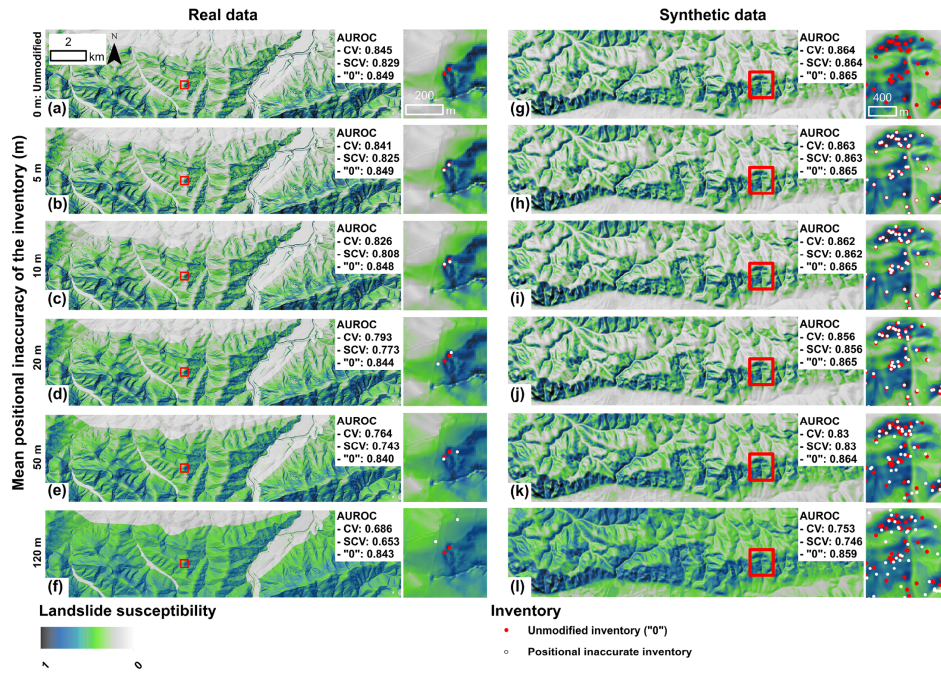 Real data
Synthetic data
Mean positional inaccuracy of the inventory (m)
0 m: Unmodified
2
km
N
AUROC
- CV: 0.845
- SCV: 0.829
- "0": 0.849
200
m
(a)
AUROC
- CV: 0.864
- SCV: 0.864
- "0": 0.865
400
m
(g)
5 m
AUROC
- CV: 0.841
- SCV: 0.825
- "0": 0.849
(b)
AUROC
- CV: 0.863
- SCV: 0.863
- "0": 0.865
(h)
10 m
AUROC
- CV: 0.826
- SCV: 0.808
- "0": 0.848
(c)
AUROC
- CV: 0.862
- SCV: 0.862
- "0": 0.865
(i)
20 m
AUROC
- CV: 0.793
- SCV: 0.773
- "0": 0.844
(d)
AUROC
- CV: 0.856
- SCV: 0.856
- "0": 0.865
(j)
50 m
AUROC
- CV: 0.764
- SCV: 0.743
- "0": 0.840
(e)
AUROC
- CV: 0.83
- SCV: 0.83
- "0": 0.864
(k)
120 m
AUROC
- CV: 0.686
- SCV: 0.653
- "0": 0.843
(f)
AUROC
- CV: 0.753
- SCV: 0.746
- "0": 0.859
(l)
Landslide susceptibility
1
0
Inventory
Unmodified inventory ("0")
Positional inaccurate inventory